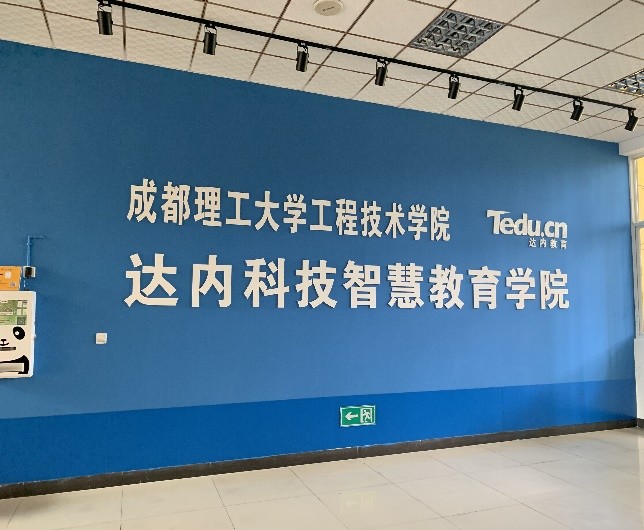 成都理工大学工程技术学院
Tedu.cn
达内教育
达内科技智慧教育学院